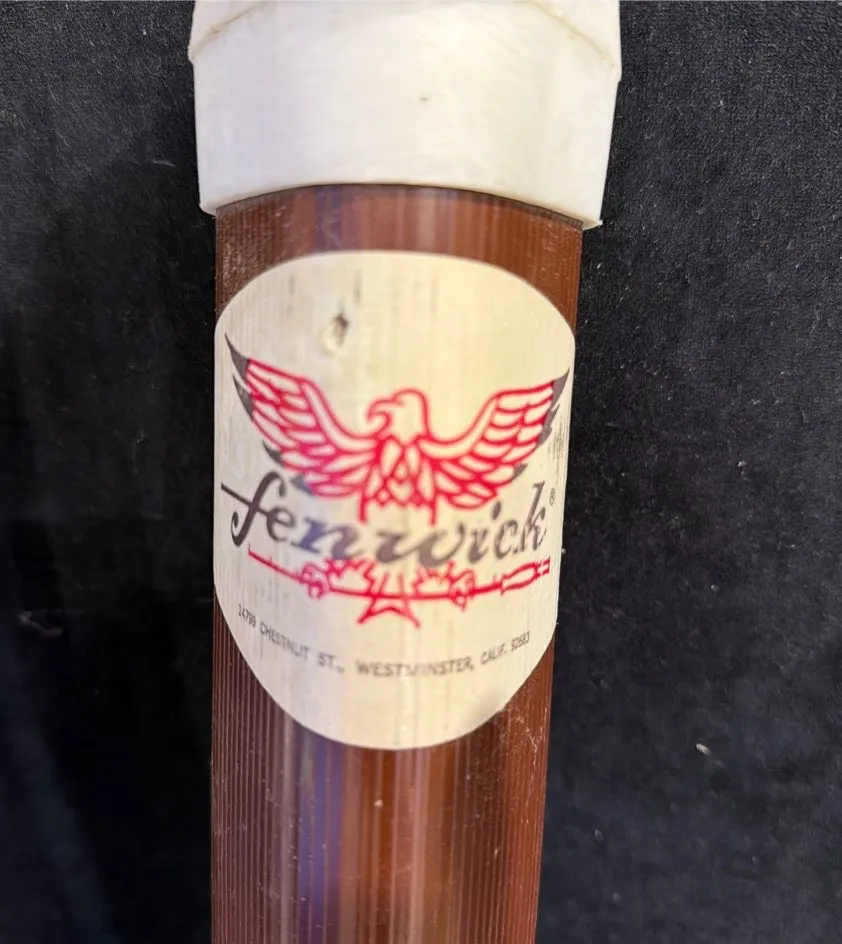 fenwick®
14799 CHESTNUT ST., WESTMINSTER, CALIF. 92683